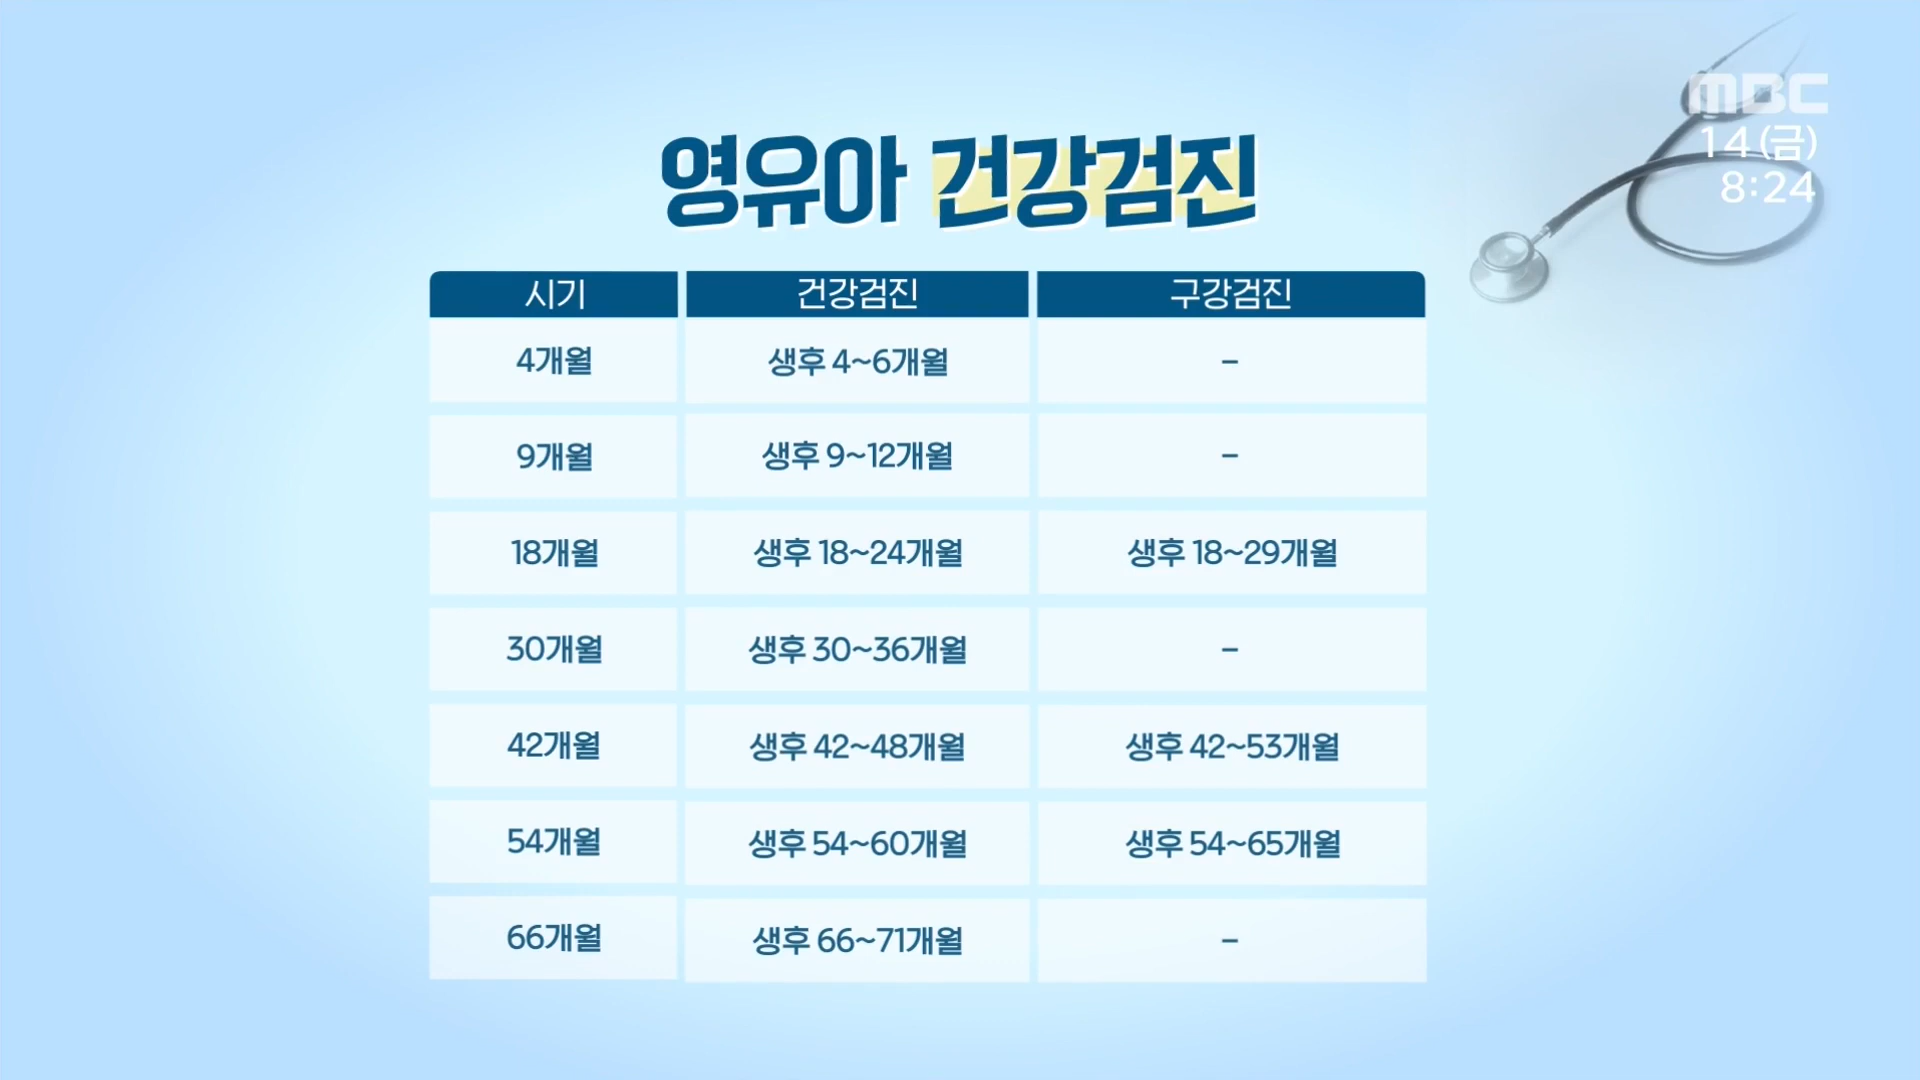 MBC
14(금)
8:24
영유아 건강검진
시기 건강검진 구강검진
4개월 생후 4~6개월 -
9개월 생후 9~12개월 -
18개월 생후 18~24개월 생후 18~29개월
30개월 생후 30~36개월 -
42개월 생후 42~48개월 생후 42~53개월
54개월 생후 54~60개월 생후 54~65개월
66개월 생후 66~71개월 -